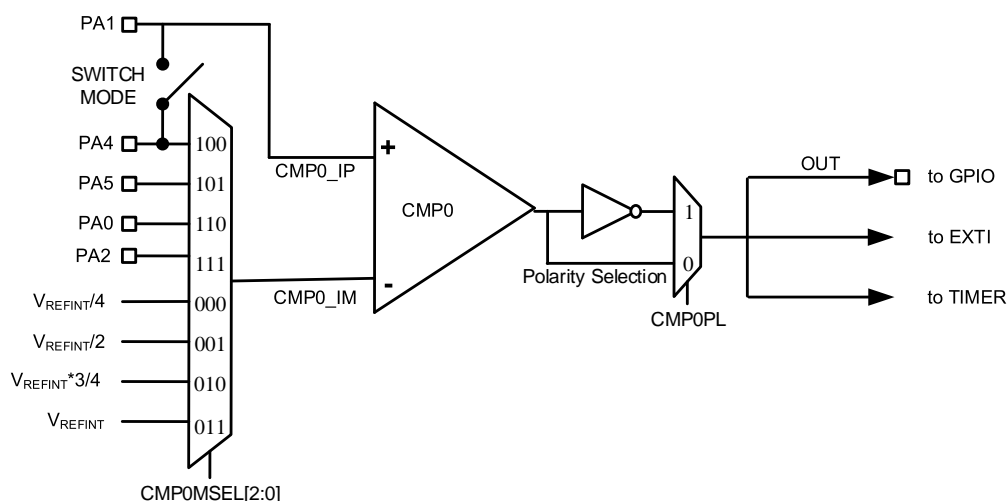 PA1
SWITCH
MODE
PA4
100
PA5
101
PA0
110
PA2
111
VREFINT/4
000
VREFINT/2
001
VREFINT*3/4
010
VREFINT
011
CMP0MSEL[2:0]
CMP0_IP
CMP0_IM
+
CMP0
-
Polarity Selection
1
0
CMP0PL
OUT
to GPIO
to EXTI
to TIMER